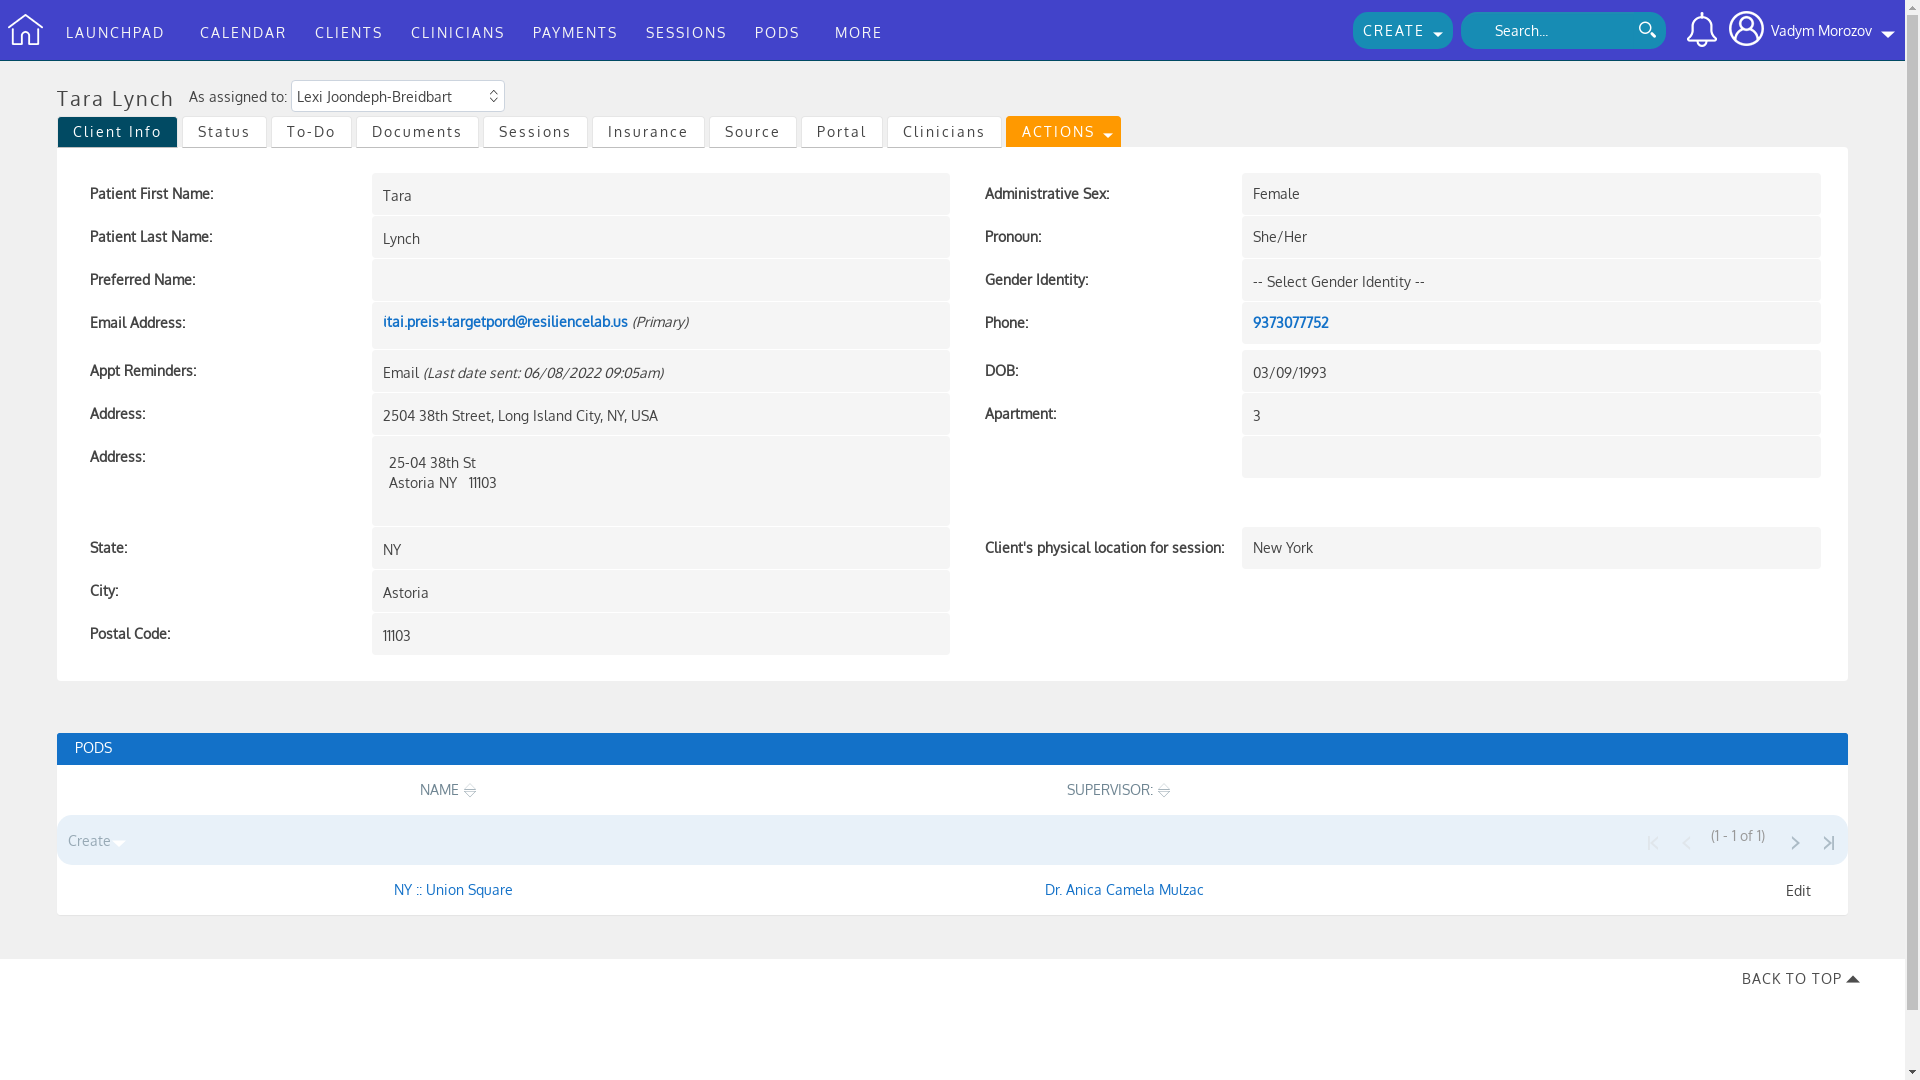 LAUNCHPAD CALENDAR CLIENTS CLINICIANS PAYMENTS SESSIONS PODS MORE CREATE Search... Vadym Morozov
Tara Lynch As assigned to: Lexi Joondeph-Breidbart
Client Info Status To-Do Documents Sessions Insurance Source Portal Clinicians ACTIONS
Patient First Name: Tara Administrative Sex: Female
Patient Last Name: Lynch Pronoun: She/Her
Preferred Name: Gender Identity: -- Select Gender Identity --
Email Address: itai.preis+targetpord@resiliencelab.us (Primary) Phone: 9373077752
Appt Reminders: Email (Last date sent: 06/08/2022 09:05am) DOB: 03/09/1993
Address: 2504 38th Street, Long Island City, NY, USA Apartment: 3
Address: 25-04 38th St
Astoria NY 11103
State: NY Client's physical location for session: New York
City: Astoria
Postal Code: 11103
PODS
NAME SUPERVISOR:
Create (1 - 1 of 1)
NY :: Union Square Dr. Anica Camela Mulzac Edit
BACK TO TOP